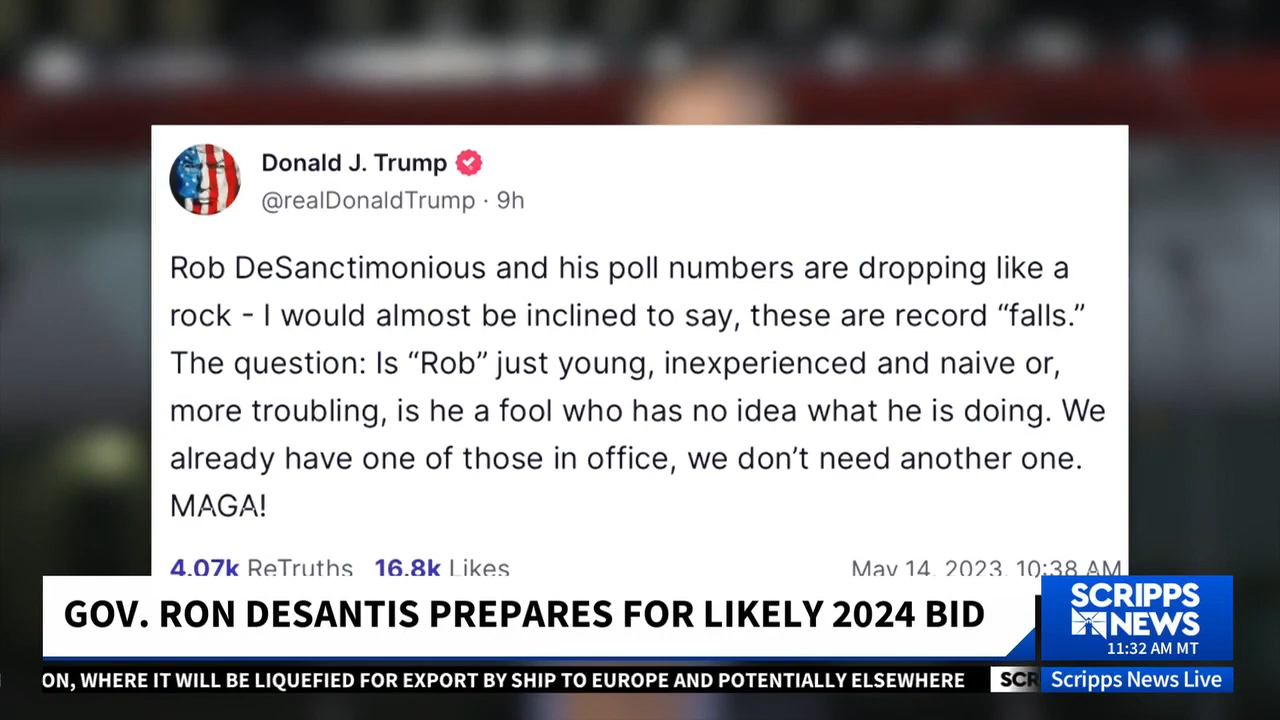 Donald J. Trump
@realDonaldTrump · 9h
Rob DeSanctimonious and his poll numbers are dropping like a
rock - I would almost be inclined to say, these are record “falls.”
The question: Is “Rob” just young, inexperienced and naive or,
more troubling, is he a fool who has no idea what he is doing. We
already have one of those in office, we don’t need another one.
MAGA!
4.07k ReTruths 16.8k Likes
May 14, 2023, 10:38 AM
GOV. RON DESANTIS PREPARES FOR LIKELY 2024 BID
SCRIPPS
NEWS
11:32 AM MT
ON, WHERE IT WILL BE LIQUEFIED FOR EXPORT BY SHIP TO EUROPE AND POTENTIALLY ELSEWHERE
SCR
Scripps News Live